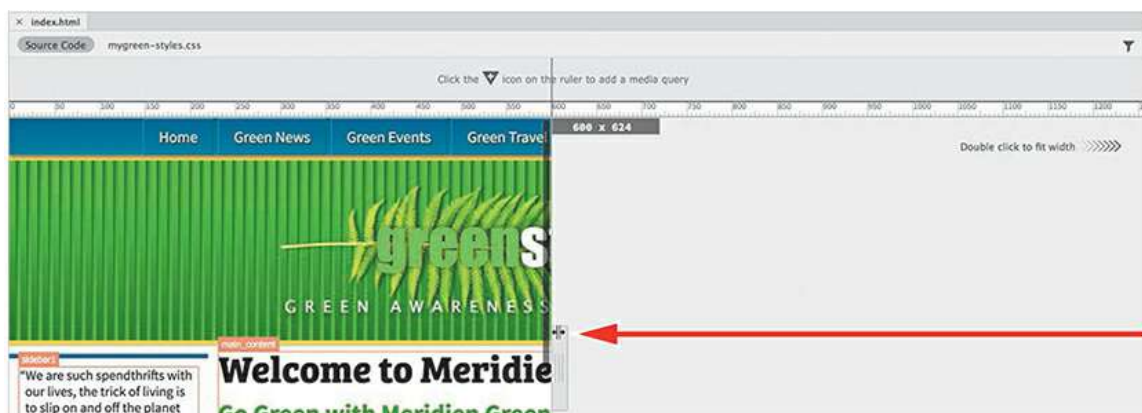 × index.html
Source Code mygreen-styles.css
Click the icon on the ruler to add a media query
0 50 100 150 200 250 300 350 400 450 500 550 600 650 700 750 800 850 900 950 1000 1050 1100 1150 1200
600 x 624
Home Green News Green Events Green Travel
Double click to fit width
greens
GREEN AWARENESS
sidebar1
main_content
"We are such spendthrifts with
our lives, the trick of living is
to slip on and off the planet
Welcome to Meridie
Go Green with Meridien Green